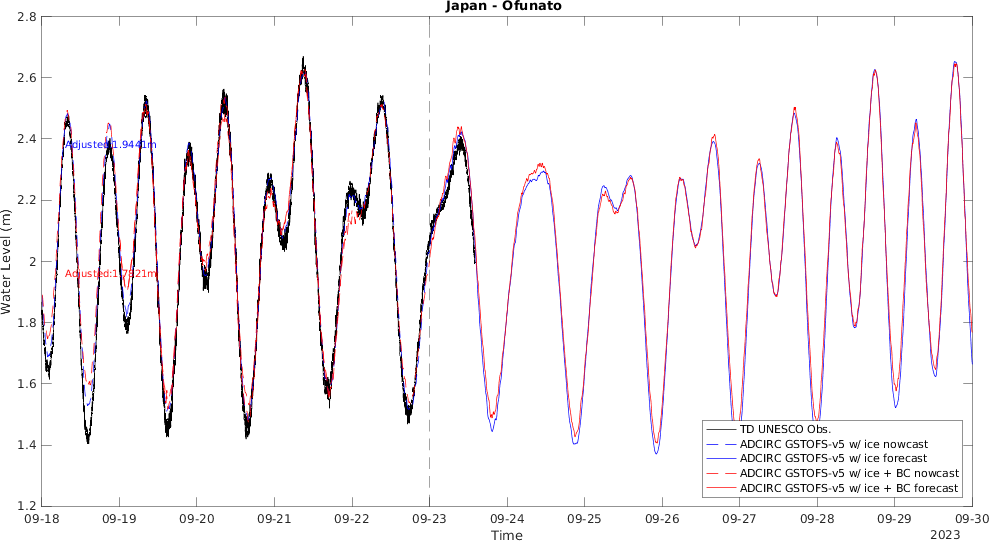 Japan - Ofunato
2.8
2.6
2.4
2.2
2
1.8
1.6
1.4
1.2
Water Level (m)
Adjusted:1.9441m
Adjusted:1.7821m
TD UNESCO Obs.
ADCIRC GSTOFS-v5 w/ ice nowcast
ADCIRC GSTOFS-v5 w/ ice forecast
ADCIRC GSTOFS-v5 w/ ice + BC nowcast
ADCIRC GSTOFS-v5 w/ ice + BC forecast
09-18 09-19 09-20 09-21 09-22 09-23 09-24 09-25 09-26 09-27 09-28 09-29 09-30
Time
2023